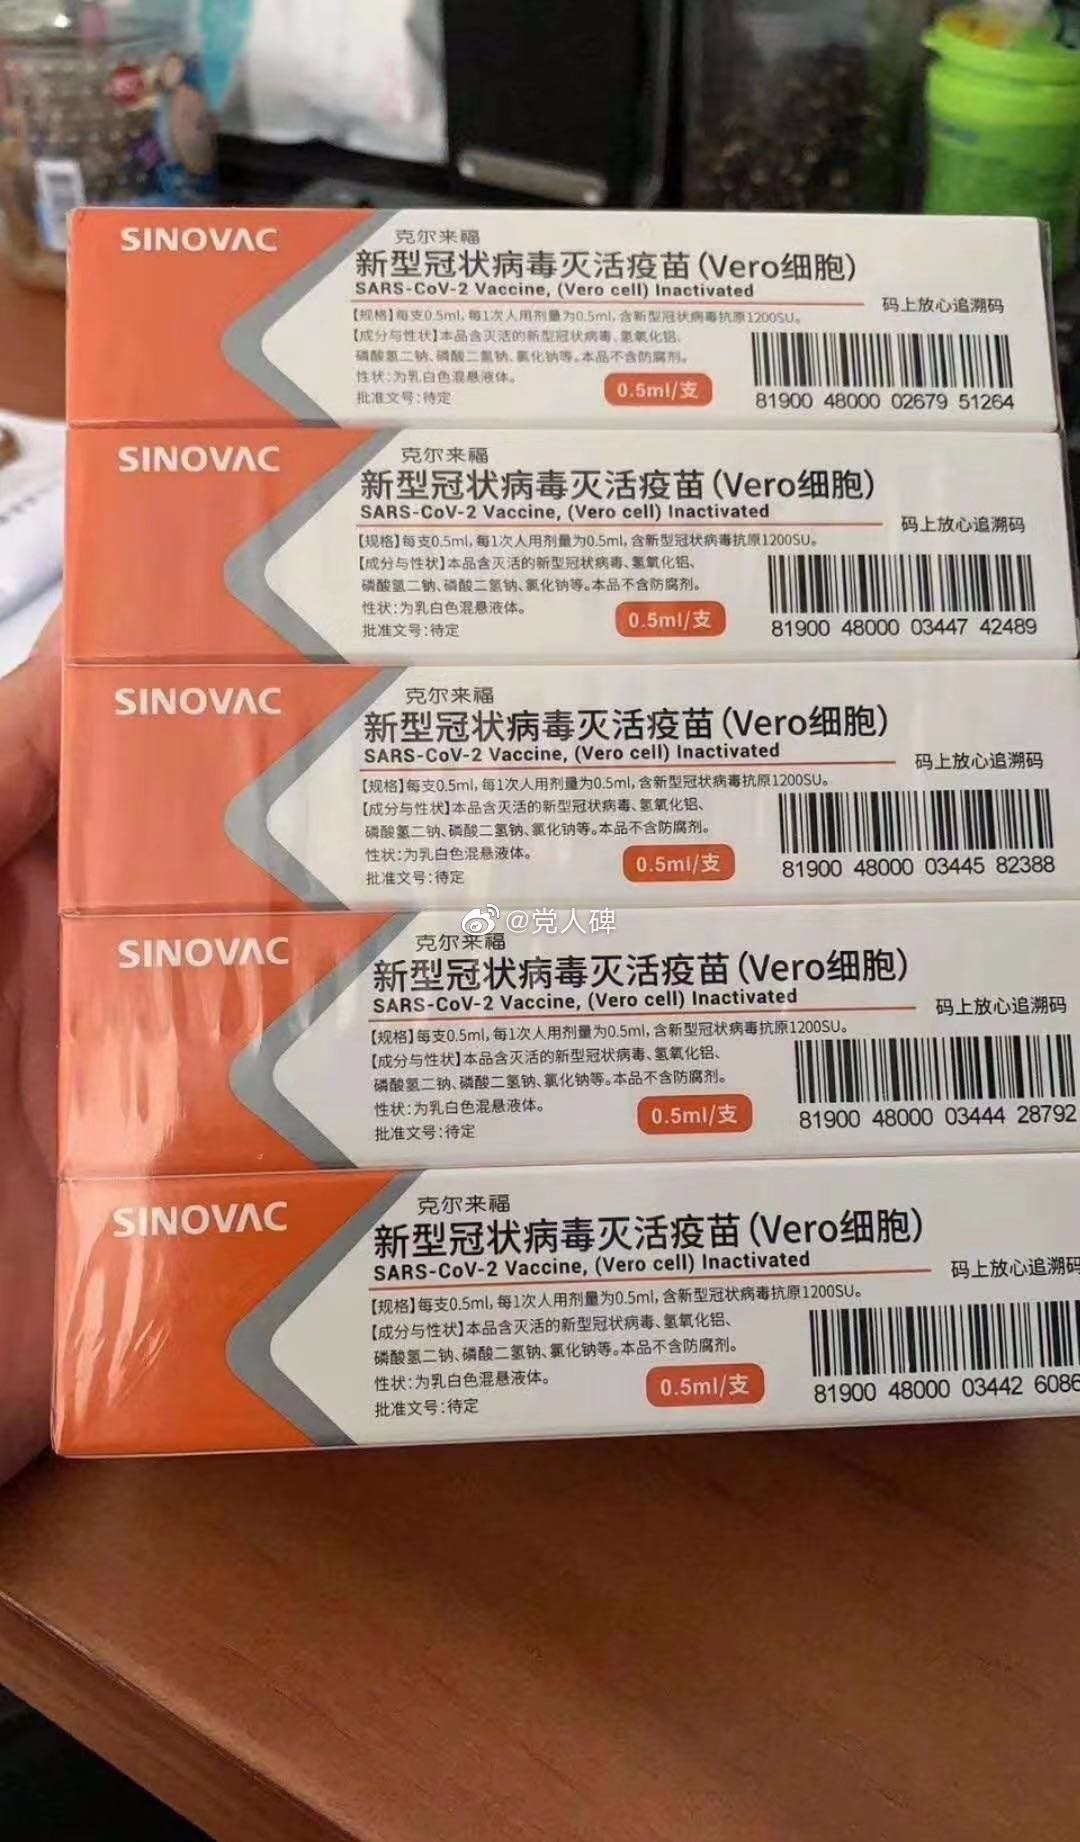 SINOVAC
克尔来福
新型冠状病毒灭活疫苗(Vero细胞)
SARS-CoV-2 Vaccine, (Vero cell) Inactivated
码上放心追溯码
【规格】每支0.5ml, 每1次人用剂量为0.5ml, 含新型冠状病毒抗原1200SU。
【成分与性状】本品含灭活的新型冠状病毒、氢氧化铝、
磷酸氢二钠、磷酸二氢钠、氯化钠等。本品不含防腐剂。
性状:为乳白色混悬液体。
批准文号:待定
0.5ml/支
81900 48000 02679 51264
SINOVAC
克尔来福
新型冠状病毒灭活疫苗(Vero细胞)
SARS-CoV-2 Vaccine, (Vero cell) Inactivated
码上放心追溯码
【规格】每支0.5ml, 每1次人用剂量为0.5ml, 含新型冠状病毒抗原1200SU。
【成分与性状】本品含灭活的新型冠状病毒、氢氧化铝、
磷酸氢二钠、磷酸二氢钠、氯化钠等。本品不含防腐剂。
性状:为乳白色混悬液体。
批准文号:待定
0.5ml/支
81900 48000 03447 42489
SINOVAC
克尔来福
新型冠状病毒灭活疫苗(Vero细胞)
SARS-CoV-2 Vaccine, (Vero cell) Inactivated
码上放心追溯码
【规格】每支0.5ml, 每1次人用剂量为0.5ml, 含新型冠状病毒抗原1200SU。
【成分与性状】本品含灭活的新型冠状病毒、氢氧化铝、
磷酸氢二钠、磷酸二氢钠、氯化钠等。本品不含防腐剂。
性状:为乳白色混悬液体。
批准文号:待定
0.5ml/支
81900 48000 03445 82388
@党人碑
SINOVAC
克尔来福
新型冠状病毒灭活疫苗(Vero细胞)
SARS-CoV-2 Vaccine, (Vero cell) Inactivated
码上放心追溯码
【规格】每支0.5ml, 每1次人用剂量为0.5ml, 含新型冠状病毒抗原1200SU。
【成分与性状】本品含灭活的新型冠状病毒、氢氧化铝、
磷酸氢二钠、磷酸二氢钠、氯化钠等。本品不含防腐剂。
性状:为乳白色混悬液体。
批准文号:待定
0.5ml/支
81900 48000 03444 28792
SINOVAC
克尔来福
新型冠状病毒灭活疫苗(Vero细胞)
SARS-CoV-2 Vaccine, (Vero cell) Inactivated
码上放心追溯码
【规格】每支0.5ml, 每1次人用剂量为0.5ml, 含新型冠状病毒抗原1200SU。
【成分与性状】本品含灭活的新型冠状病毒、氢氧化铝、
磷酸氢二钠、磷酸二氢钠、氯化钠等。本品不含防腐剂。
性状:为乳白色混悬液体。
批准文号:待定
0.5ml/支
81900 48000 03442 6086